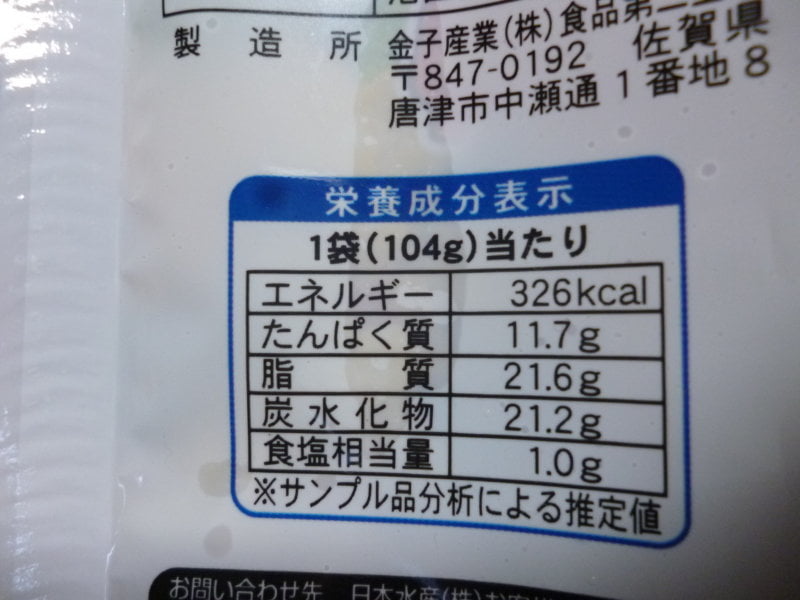 製造所 金子産業(株)食品第二
〒847-0192 佐賀県
唐津市中瀬通1番地8
栄養成分表示
1袋(104g)当たり
エネルギー 326kcal
たんぱく質 11.7g
脂質 21.6g
炭水化物 21.2g
食塩相当量 1.0g
※サンプル品分析による推定値
お問い合わせ先 日本水産(株)お客様